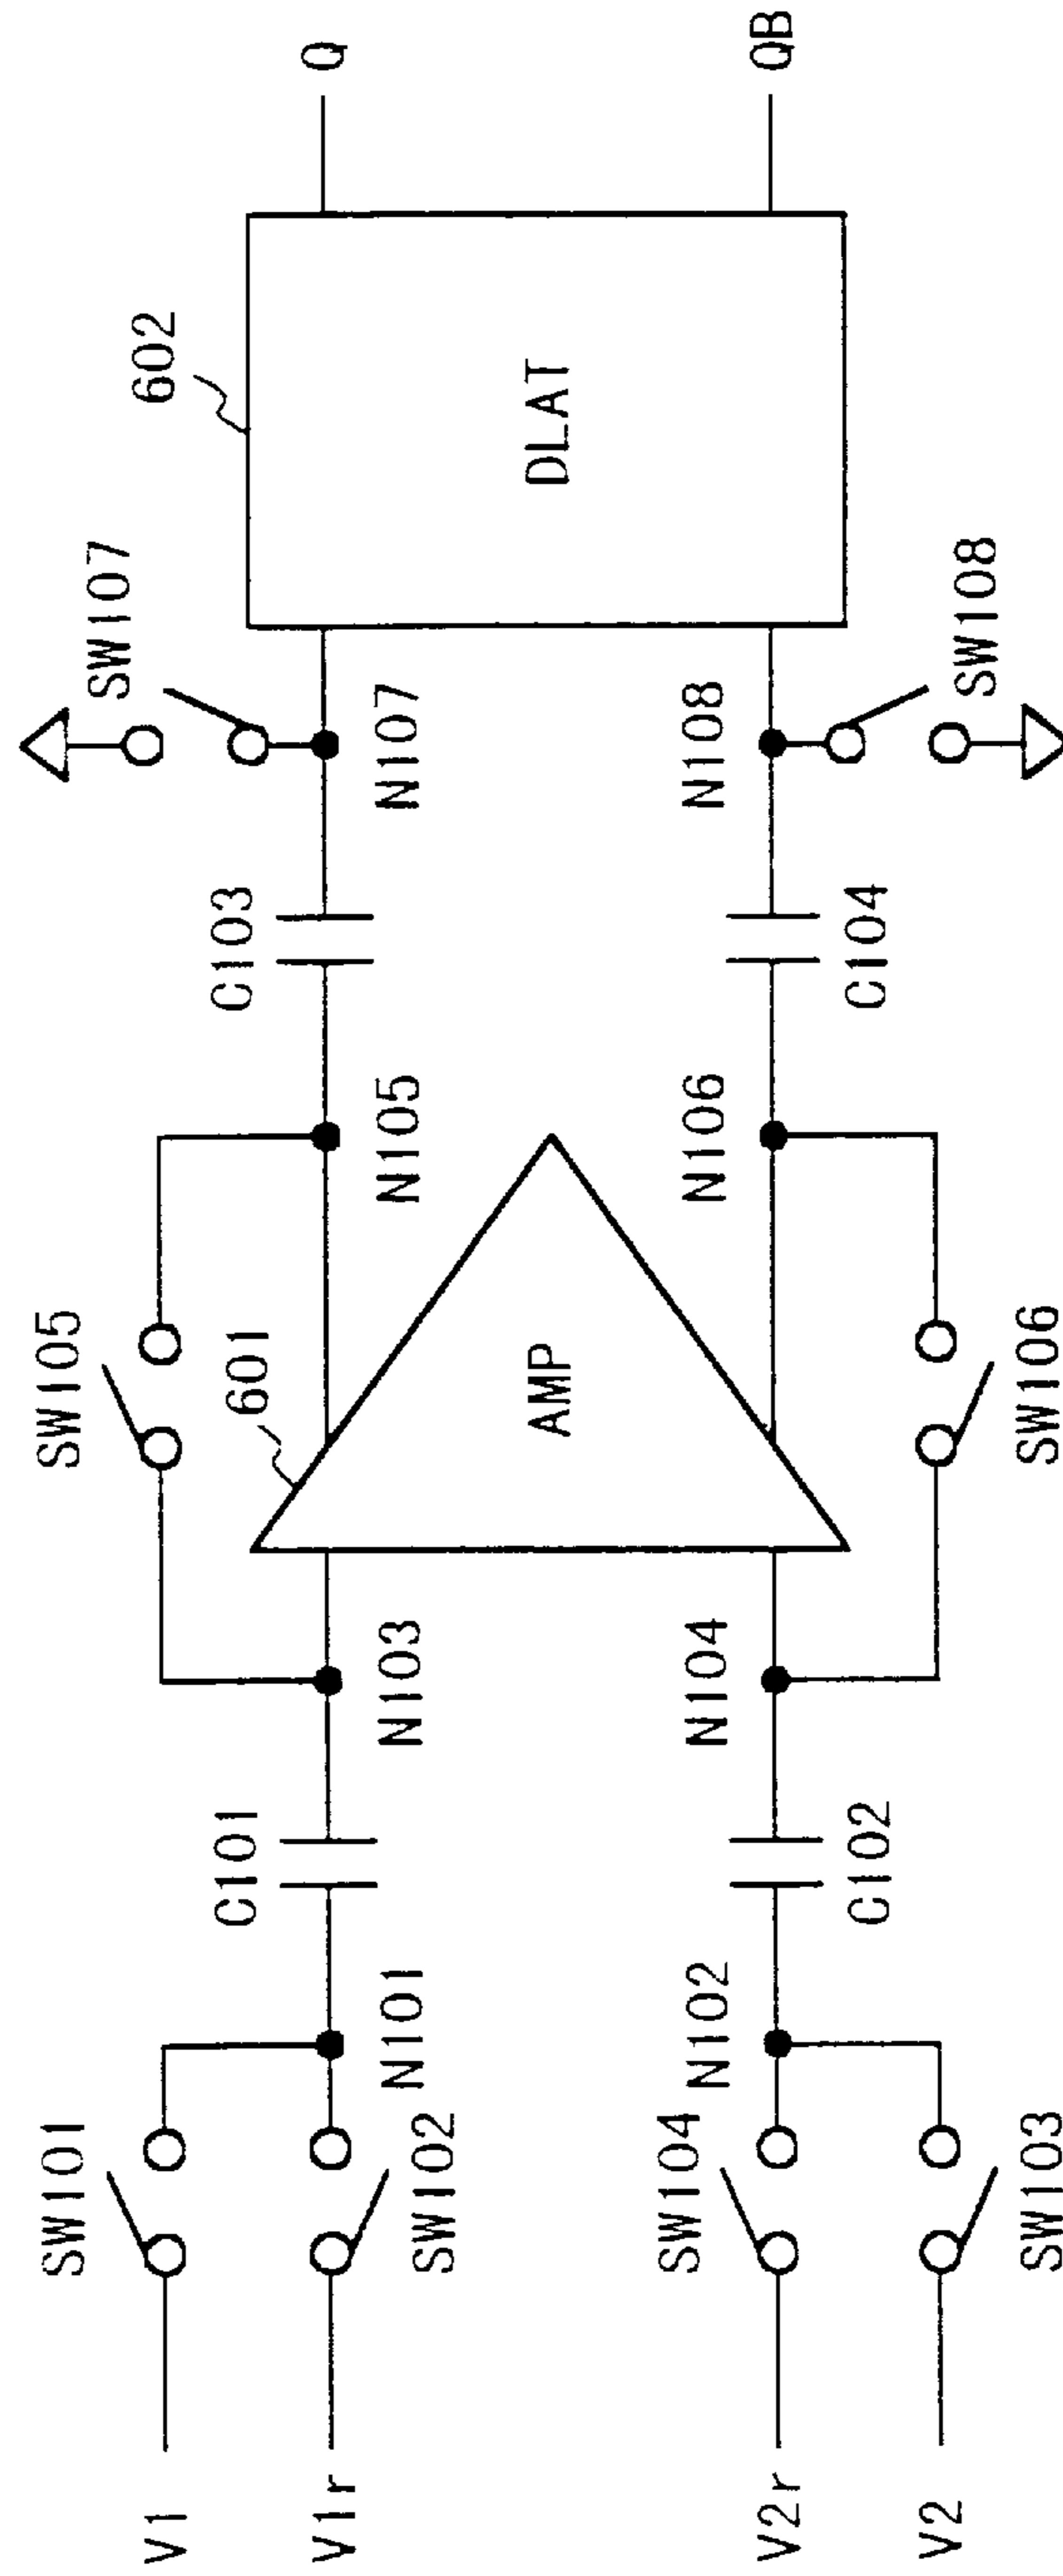 V1
V1r
V2r
V2
SW101
SW102
SW104
SW103
N101
N102
C101
C102
N103
N104
SW105
601
AMP
SW106
N105
N106
C103
C104
SW107
N107
N108
SW108
602
DLAT
Q
QB